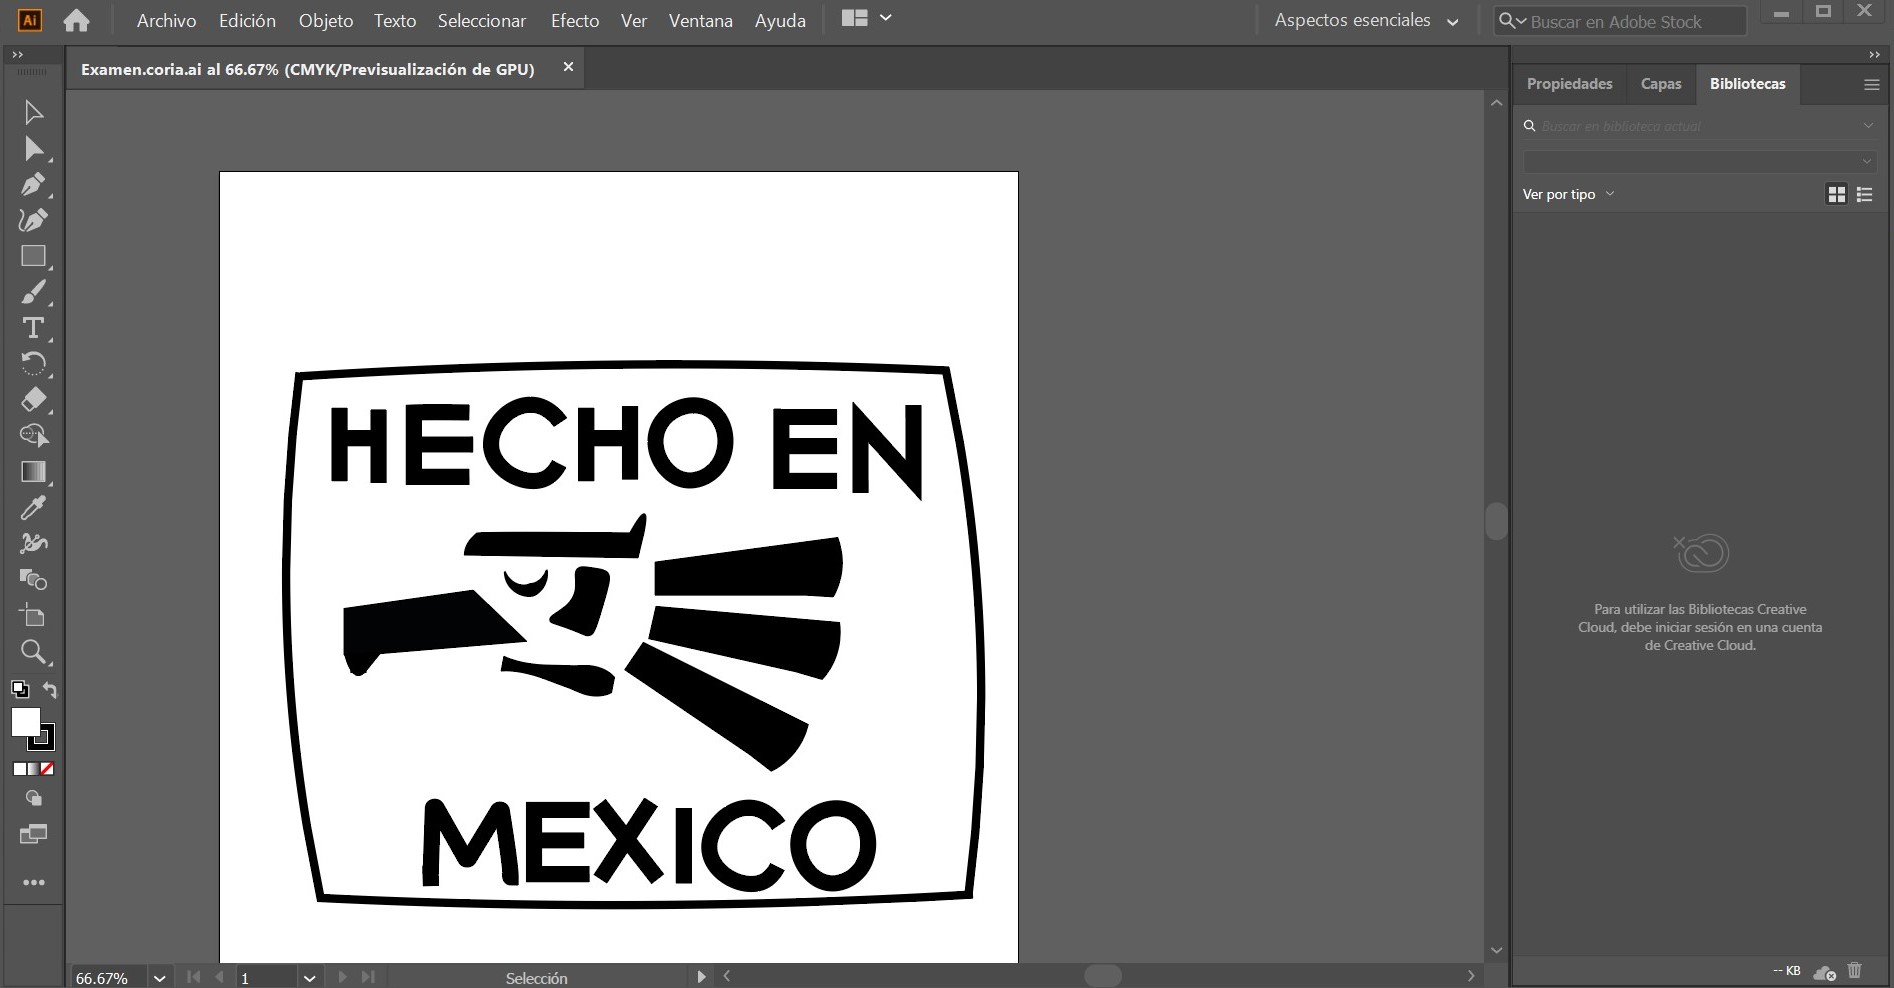 Ai Archivo Edición Objeto Texto Seleccionar Efecto Ver Ventana Ayuda Aspectos esenciales Buscar en Adobe Stock
Examen.coria.ai al 66.67% (CMYK/Previsualización de GPU)
Propiedades Capas Bibliotecas
Buscar en biblioteca actual
Ver por tipo
HECHO EN
MEXICO
Para utilizar las Bibliotecas Creative
Cloud, debe iniciar sesión en una cuenta
de Creative Cloud.
66.67% 1 Selección
-- KB